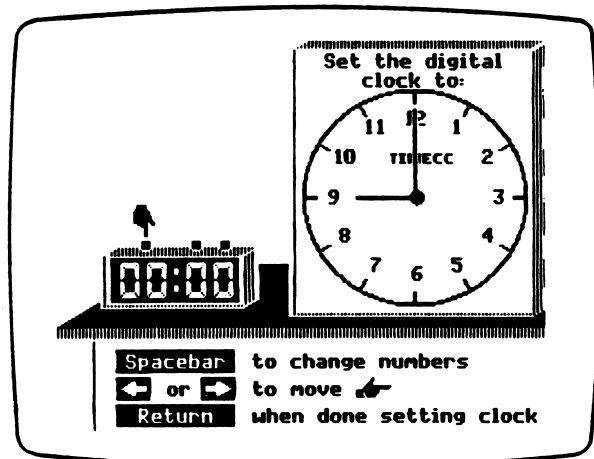 Set the digital
clock to:
12
11
1
10
TIMECC
2
9
3
8
4
7
5
6
00:00
Spacebar to change numbers
or to move
Return when done setting clock